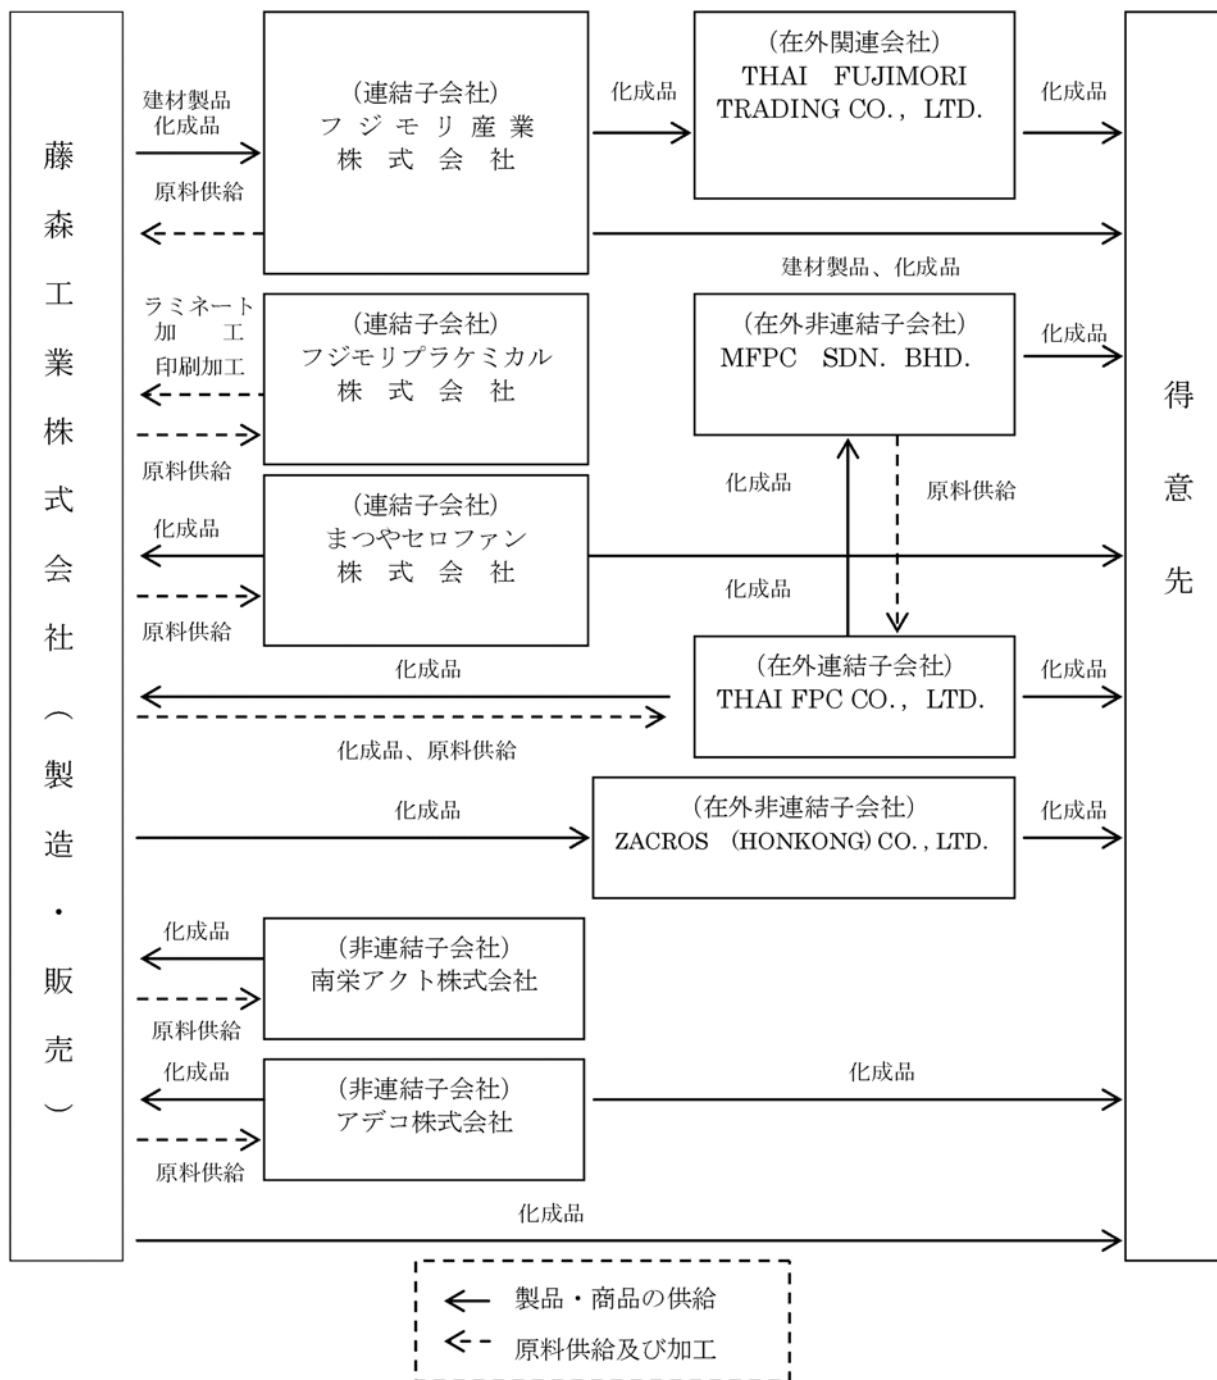 藤森工業株式会社（製造・販売）
建材製品
化成品
原料供給
(連結子会社)
フジモリ産業
株式会社
化成品
(在外関連会社)
THAI FUJIMORI
TRADING CO., LTD.
化成品
建材製品、化成品
ラミネート
加工
印刷加工
原料供給
(連結子会社)
フジモリプラケミカル
株式会社
(在外非連結子会社)
MFPC SDN. BHD.
化成品
化成品
原料供給
化成品
原料供給
(連結子会社)
まつやセロファン
株式会社
化成品
化成品
化成品、原料供給
(在外連結子会社)
THAI FPC CO., LTD.
化成品
化成品
(在外非連結子会社)
ZACROS (HONKONG) CO., LTD.
化成品
化成品
原料供給
(非連結子会社)
南栄アクト株式会社
化成品
原料供給
(非連結子会社)
アデコ株式会社
化成品
化成品
得意先
製品・商品の供給
原料供給及び加工